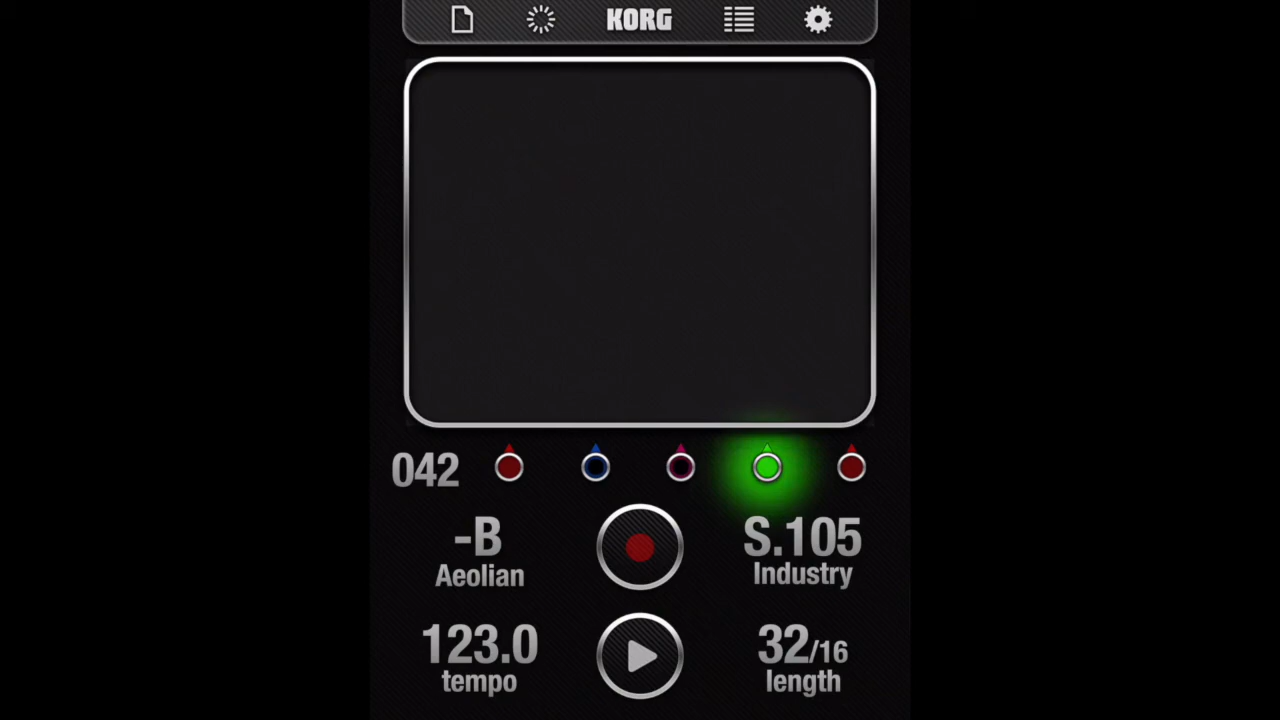 KORG
042
-B
Aeolian
S.105
Industry
123.0
tempo
32/16
length